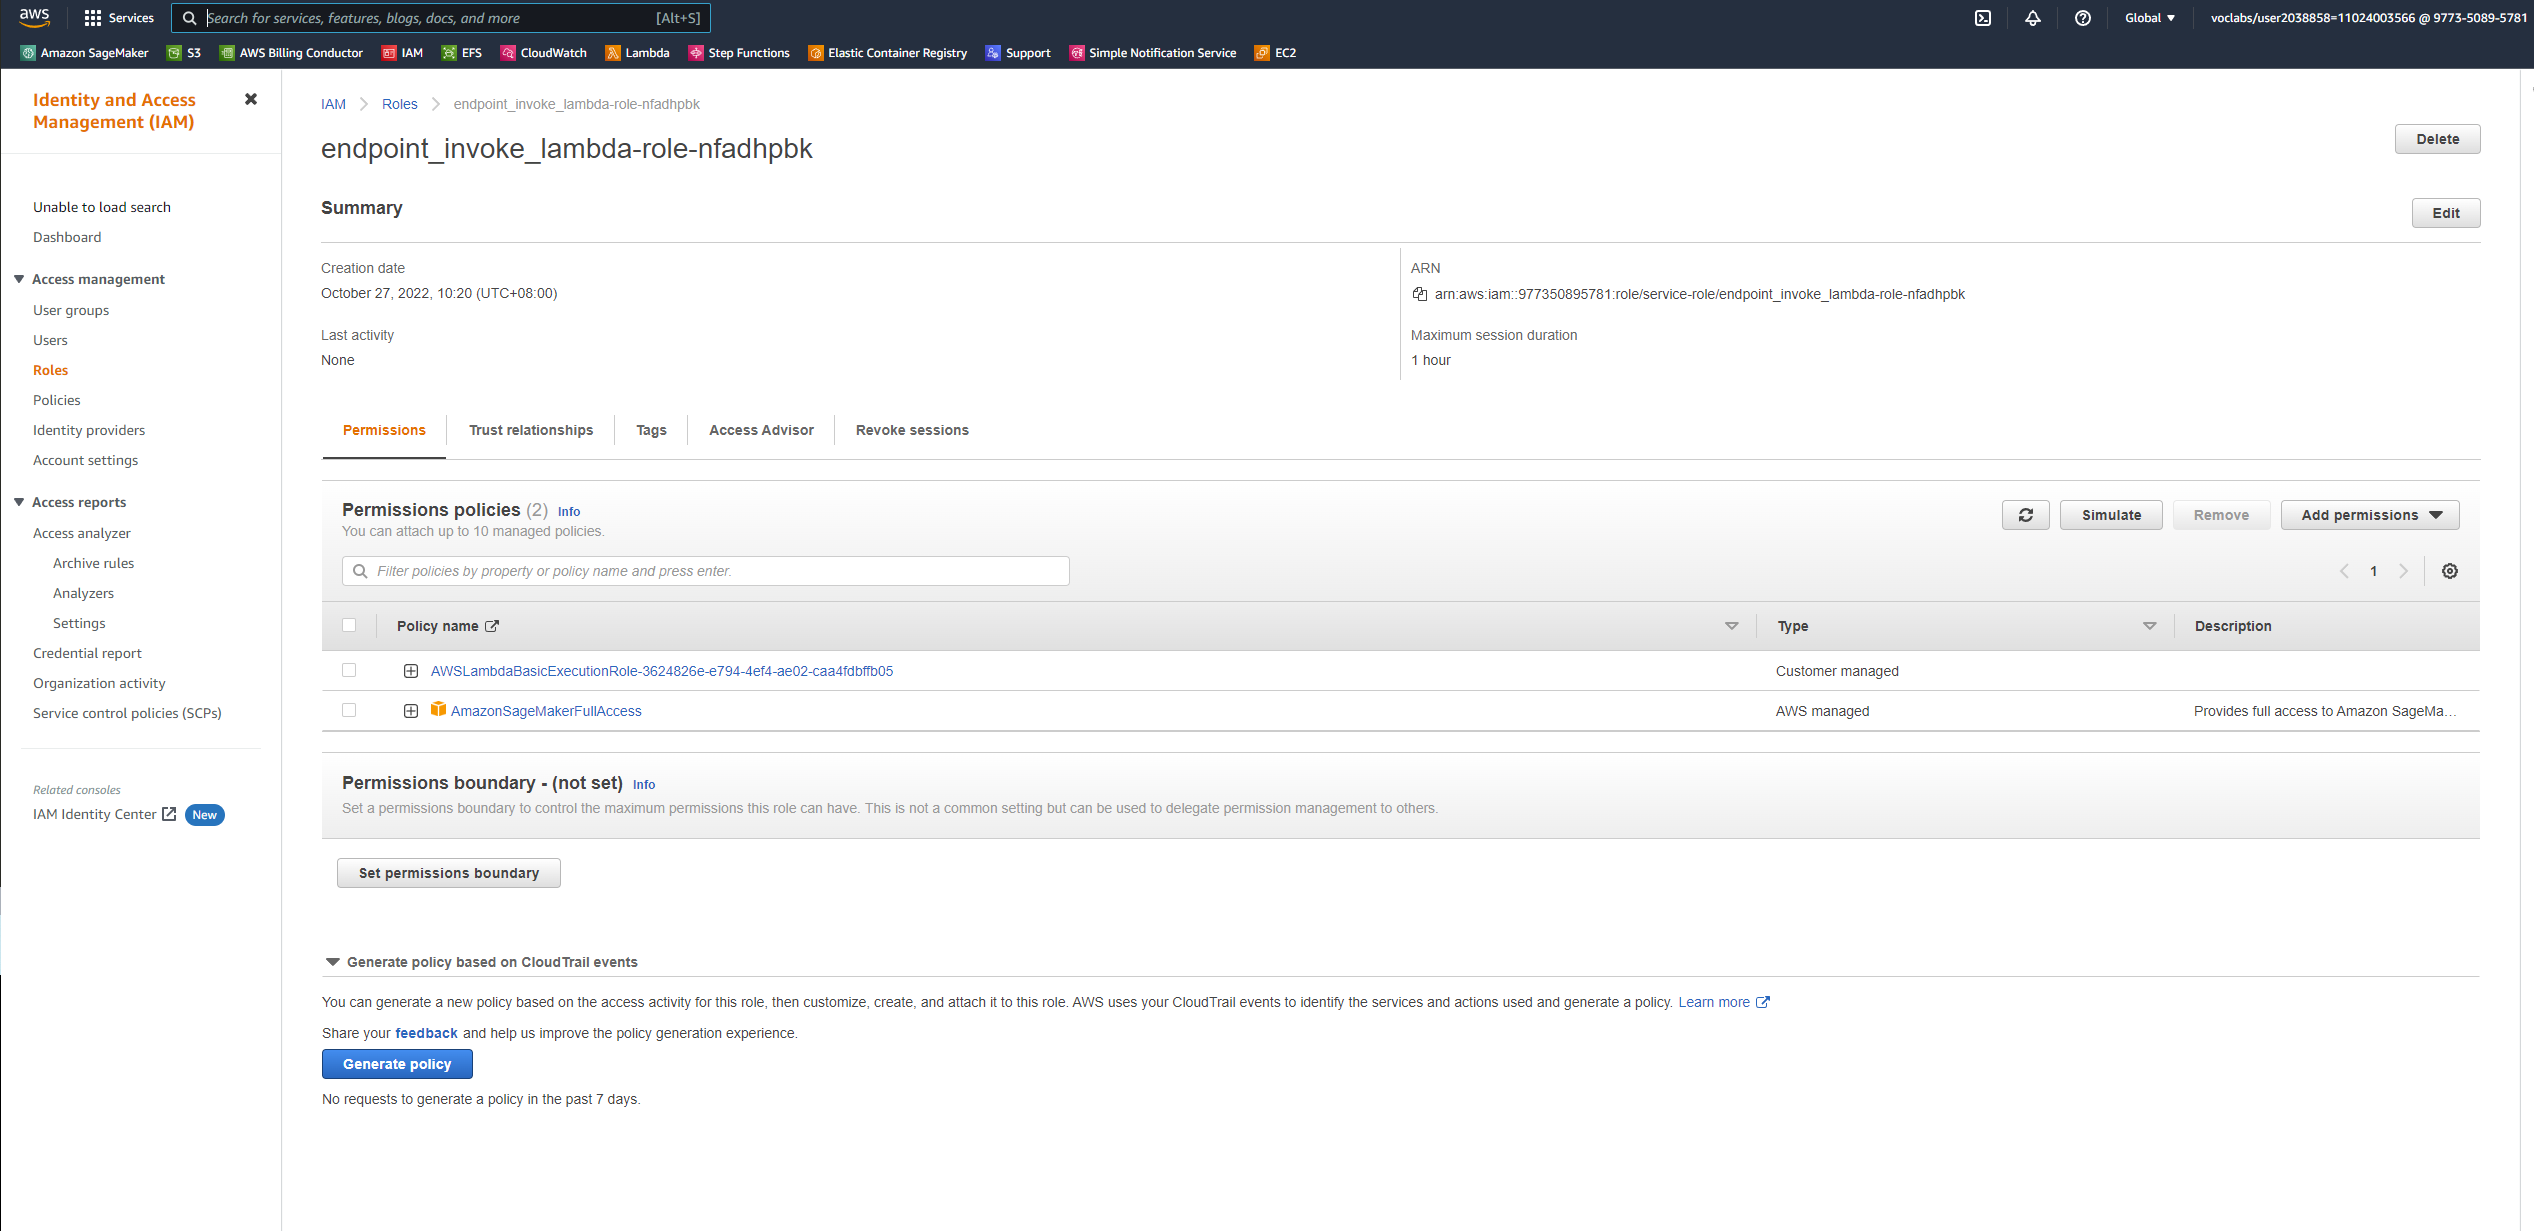 aws Services Search for services, features, blogs, docs, and more [Alt+S] Global voclabs/user2038858=11024003566 @ 9773-5089-5781
Amazon SageMaker S3 AWS Billing Conductor IAM EFS CloudWatch Lambda Step Functions Elastic Container Registry Support Simple Notification Service EC2
Identity and Access
Management (IAM)
Unable to load search
Dashboard
Access management
User groups
Users
Roles
Policies
Identity providers
Account settings
Access reports
Access analyzer
Archive rules
Analyzers
Settings
Credential report
Organization activity
Service control policies (SCPs)
Related consoles
IAM Identity Center New
IAM Roles endpoint_invoke_lambda-role-nfadhpbk
endpoint_invoke_lambda-role-nfadhpbk
Delete
Summary
Edit
Creation date
October 27, 2022, 10:20 (UTC+08:00)
Last activity
None
ARN
arn:aws:iam::977350895781:role/service-role/endpoint_invoke_lambda-role-nfadhpbk
Maximum session duration
1 hour
Permissions Trust relationships Tags Access Advisor Revoke sessions
Permissions policies (2) Info
You can attach up to 10 managed policies.
Simulate Remove Add permissions
Filter policies by property or policy name and press enter.
1
Policy name Type Description
AWSLambdaBasicExecutionRole-3624826e-e794-4ef4-ae02-caa4fdbffb05 Customer managed
AmazonSageMakerFullAccess AWS managed Provides full access to Amazon SageMa…
Permissions boundary - (not set) Info
Set a permissions boundary to control the maximum permissions this role can have. This is not a common setting but can be used to delegate permission management to others.
Set permissions boundary
Generate policy based on CloudTrail events
You can generate a new policy based on the access activity for this role, then customize, create, and attach it to this role. AWS uses your CloudTrail events to identify the services and actions used and generate a policy. Learn more
Share your feedback and help us improve the policy generation experience.
Generate policy
No requests to generate a policy in the past 7 days.